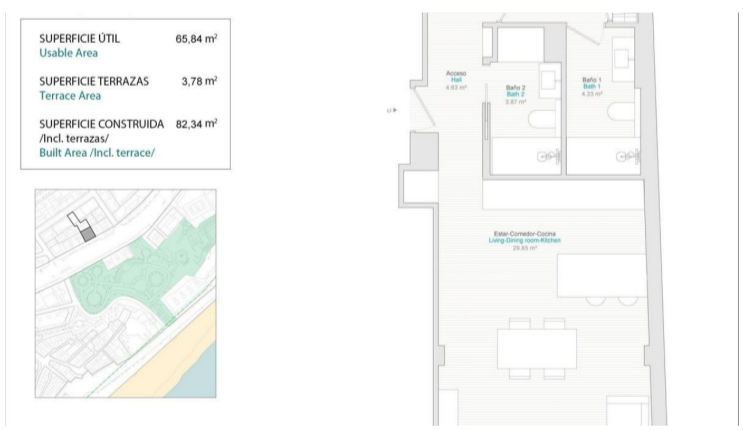 SUPERFICIE ÚTIL 65,84 m²
Usable Area
SUPERFICIE TERRAZAS 3,78 m²
Terrace Area
SUPERFICIE CONSTRUIDA 82,34 m²
/Incl. terrazas/
Built Area /Incl. terrace/
Acceso
Hall
4.63 m²
Baño 2
Bath 2
3.87 m²
Baño 1
Bath 1
4.33 m²
Estar-Comedor-Cocina
Living-Dining room-Kitchen
29.65 m²